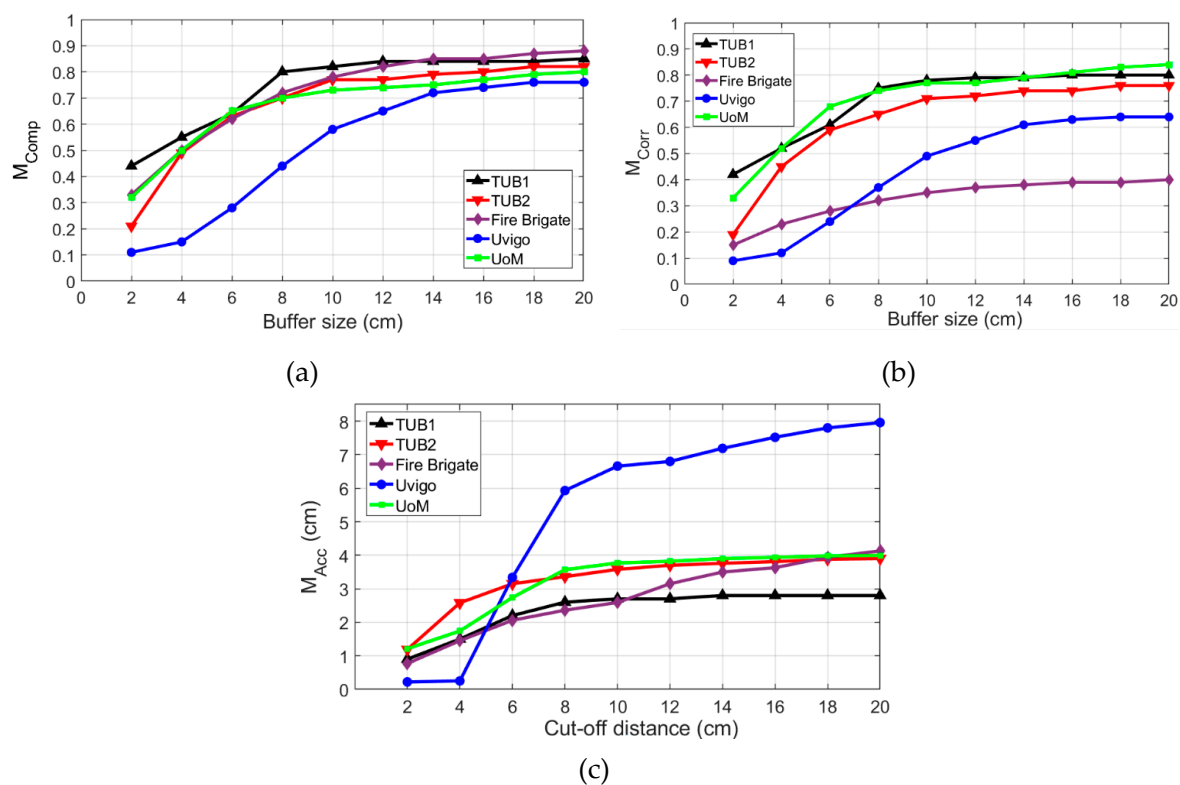 1
0.9
0.8
0.7
0.6
0.5
0.4
0.3
0.2
0.1
0
M_Comp
TUB1
TUB2
Fire Brigate
Uvigo
UoM
0 2 4 6 8 10 12 14 16 18 20
Buffer size (cm)
(a)
1
0.9
0.8
0.7
0.6
0.5
0.4
0.3
0.2
0.1
0
M_Corr
TUB1
TUB2
Fire Brigate
Uvigo
UoM
0 2 4 6 8 10 12 14 16 18 20
Buffer size (cm)
(b)
8
7
6
5
4
3
2
1
0
M_Acc (cm)
TUB1
TUB2
Fire Brigate
Uvigo
UoM
2 4 6 8 10 12 14 16 18 20
Cut-off distance (cm)
(c)